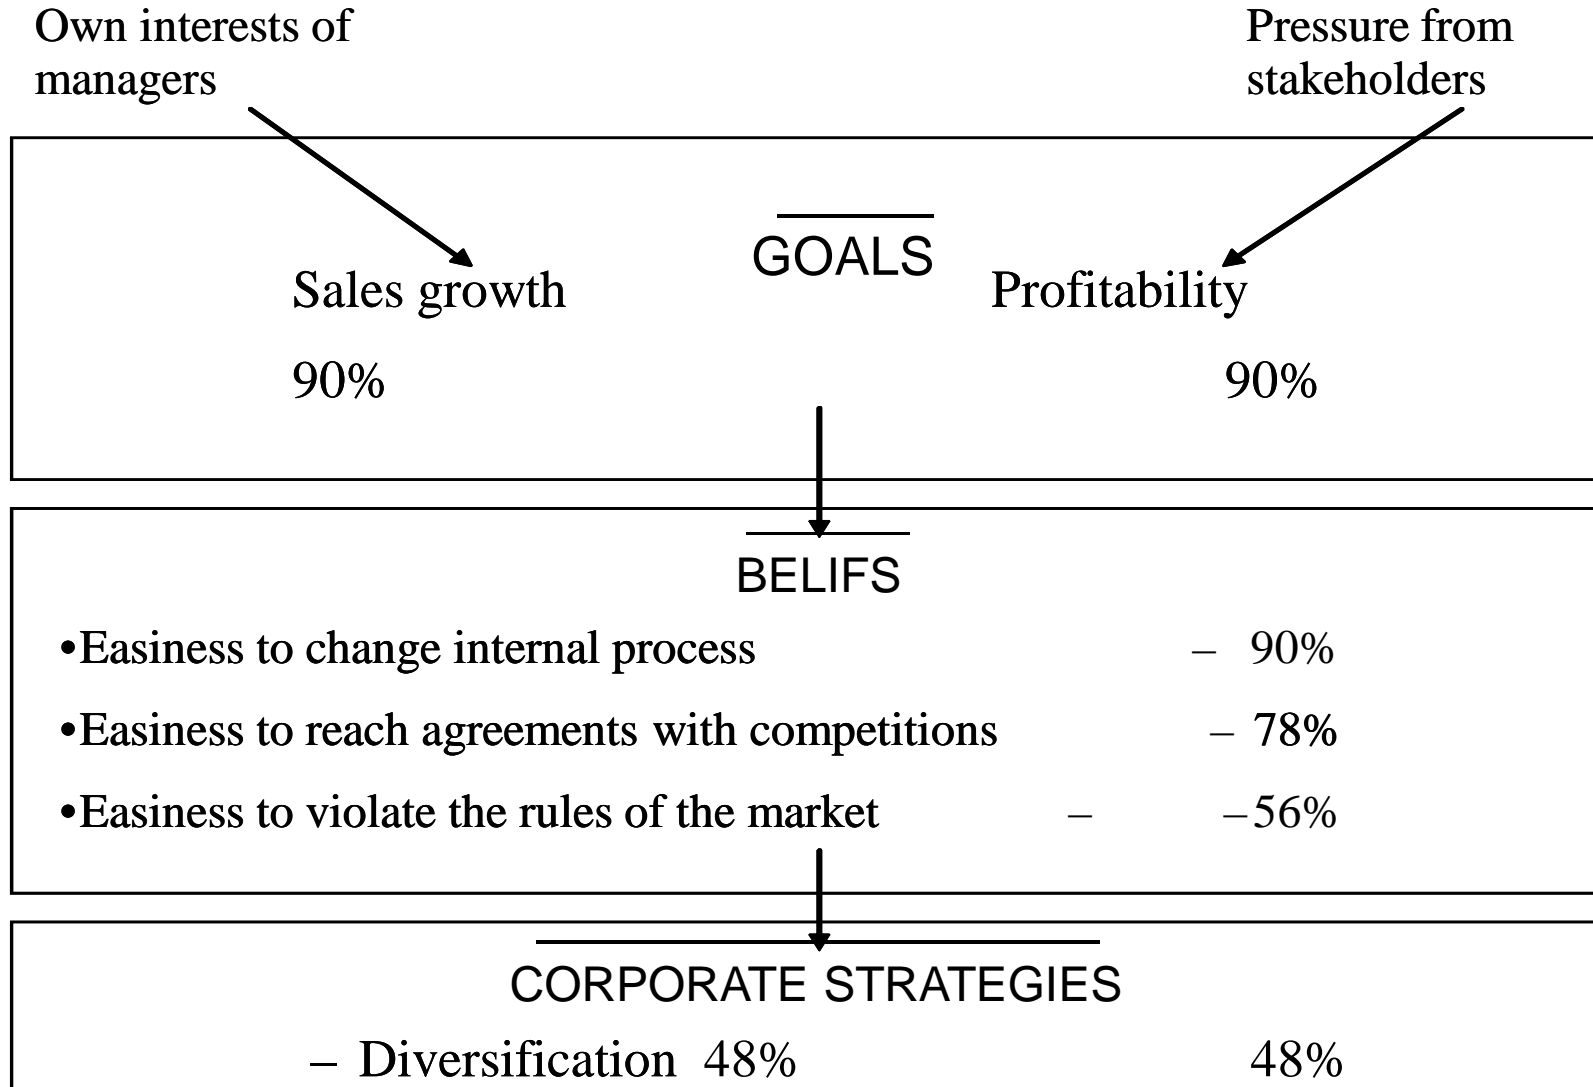 Own interests of
managers
Pressure from
stakeholders
GOALS
Sales growth
Profitability
90%
90%
BELIFS
•Easiness to change internal process – 90%
•Easiness to reach agreements with competitions – 78%
•Easiness to violate the rules of the market – –56%
CORPORATE STRATEGIES
– Diversification 48% 48%